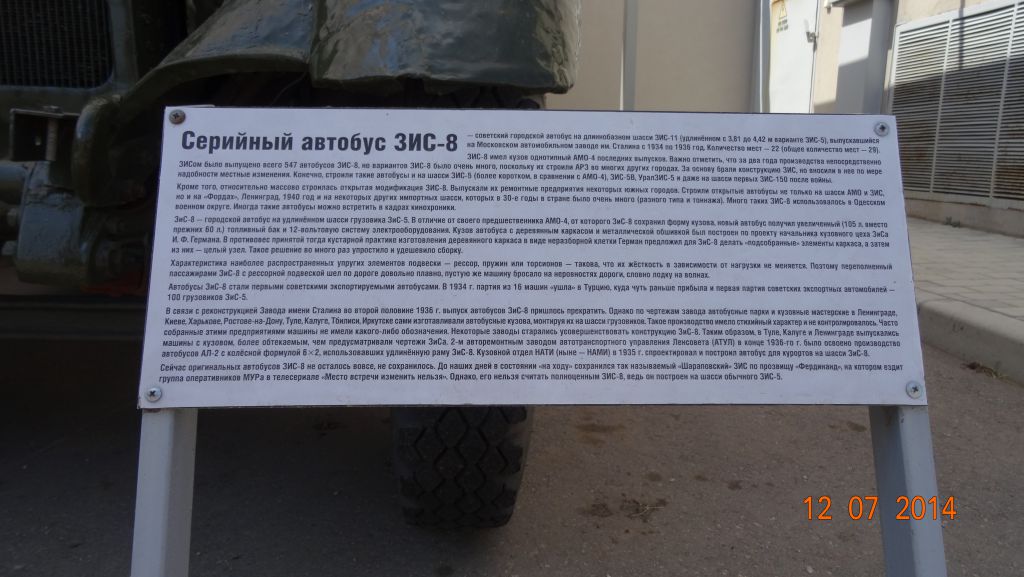 Серийный автобус ЗИС-8
— советский городской автобус на длиннобазном шасси ЗИС-11 (удлинённом с 3,81 до 4,42 м варианте ЗИС-5), выпускавшийся
на Московском автомобильном заводе им. Сталина с 1934 по 1936 год. Количество мест — 22 (общее количество мест — 29).
ЗИС-8 имел кузов однотипный АМО-4 последних выпусков. Важно отметить, что за два года производства непосредственно
ЗИСом было выпущено всего 547 автобусов ЗИС-8, но вариантов ЗИС-8 было очень много, поскольку их строили АРЗ во многих других городах. За основу брали конструкцию ЗИС, но вносили в нее по мере
надобности местные изменения. Конечно, строили такие автобусы и на шасси ЗИС-5 (более коротком, в сравнении с АМО-4), ЗИС-5В, УралЗИС-5 и даже на шасси первых ЗИС-150 после войны.
Кроме того, относительно массово строилась открытая модификация ЗИС-8. Выпускали их ремонтные предприятия некоторых южных городов. Строили открытые автобусы не только на шасси АМО и ЗИС,
но и на «Фордах», Ленинград, 1940 год и на некоторых других импортных шасси, которых в 30-е годы в стране было очень много (разного типа и тоннажа). Много таких ЗИС-8 использовалось в Одесском
военном округе. Иногда такие автобусы можно встретить в кадрах кинохроники.
ЗиС-8 — городской автобус на удлинённом шасси грузовика ЗиС-5. В отличие от своего предшественника АМО-4, от которого ЗиС-8 сохранил форму кузова, новый автобус получил увеличенный (105 л. вместо
прежних 60 л.) топливный бак и 12-вольтовую систему электрооборудования. Кузов автобуса с деревянным каркасом и металлической обшивкой был построен по проекту начальника кузовного цеха ЗиСа
И. Ф. Германа. В противовес принятой тогда кустарной практике изготовления деревянного каркаса в виде неразборной клетки Герман предложил для ЗиС-8 делать «подсобранные» элементы каркаса, а затем
из них — целый узел. Такое решение во много раз упростило и удешевило сборку.
Характеристика наиболее распространенных упругих элементов подвески — рессор, пружин или торсионов — такова, что их жёсткость в зависимости от нагрузки не меняется. Поэтому переполненный
пассажирами ЗиС-8 с рессорной подвеской шел по дороге довольно плавно, пустую же машину бросало на неровностях дороги, словно лодку на волнах.
Автобусы ЗиС-8 стали первыми советскими экспортируемыми автобусами. В 1934 г. партия из 16 машин «ушла» в Турцию, куда чуть раньше прибыла и первая партия советских экспортных автомобилей —
100 грузовиков ЗиС-5.
В связи с реконструкцией Завода имени Сталина во второй половине 1936 г. выпуск автобусов ЗиС-8 пришлось прекратить. Однако по чертежам завода автобусные парки и кузовные мастерские в Ленинграде,
Киеве, Харькове, Ростове-на-Дону, Туле, Калуге, Тбилиси, Иркутске сами изготавливали автобусные кузова, монтируя их на шасси грузовиков. Такое производство имело стихийный характер и не контролировалось. Часто
собранные этими предприятиями машины не имели какого-либо обозначения. Некоторые заводы старались усовершенствовать конструкцию ЗиС-8. Таким образом, в Туле, Калуге и Ленинграде выпускались
машины с кузовом, более обтекаемым, чем предусматривали чертежи ЗиСа. 2-м авторемонтным заводом автотранспортного управления Ленсовета (АТУЛ) в конце 1936-го г. было освоено производство
автобусов АЛ-2 с колёсной формулой 6×2, использовавших удлинённую раму ЗиС-8. Кузовной отдел НАТИ (ныне — НАМИ) в 1935 г. спроектировал и построил автобус для курортов на шасси ЗиС-8.
Сейчас оригинальных автобусов ЗИС-8 не осталось вовсе, не сохранилось. До наших дней в состоянии «на ходу» сохранился так называемый «Шараповский» ЗИС по прозвищу «Фердинанд», на котором ездит
группа оперативников МУРа в телесериале «Место встречи изменить нельзя». Однако, его нельзя считать полноценным ЗИС-8, ведь он построен на шасси обычного ЗИС-5.
12 07 2014